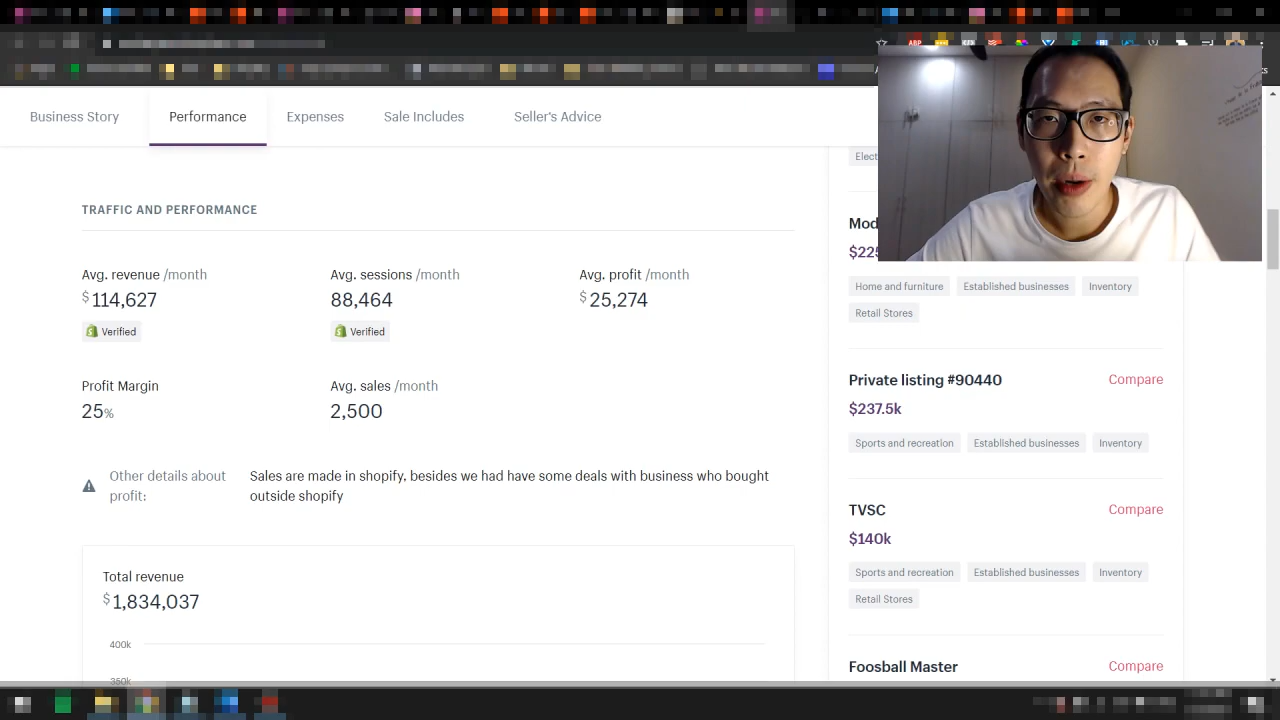 ABP
Business Story
Performance
Expenses
Sale Includes
Seller's Advice
TRAFFIC AND PERFORMANCE
Avg. revenue /month
$114,627
Verified
Avg. sessions /month
88,464
Verified
Avg. profit /month
$25,274
Profit Margin
25%
Avg. sales /month
2,500
Other details about
profit:
Sales are made in shopify, besides we had have some deals with business who bought
outside shopify
Total revenue
$1,834,037
400k
350k
Elect
Mod
$225
Home and furniture
Established businesses
Inventory
Retail Stores
Private listing #90440
Compare
$237.5k
Sports and recreation
Established businesses
Inventory
TVSC
Compare
$140k
Sports and recreation
Established businesses
Inventory
Retail Stores
Foosball Master
Compare